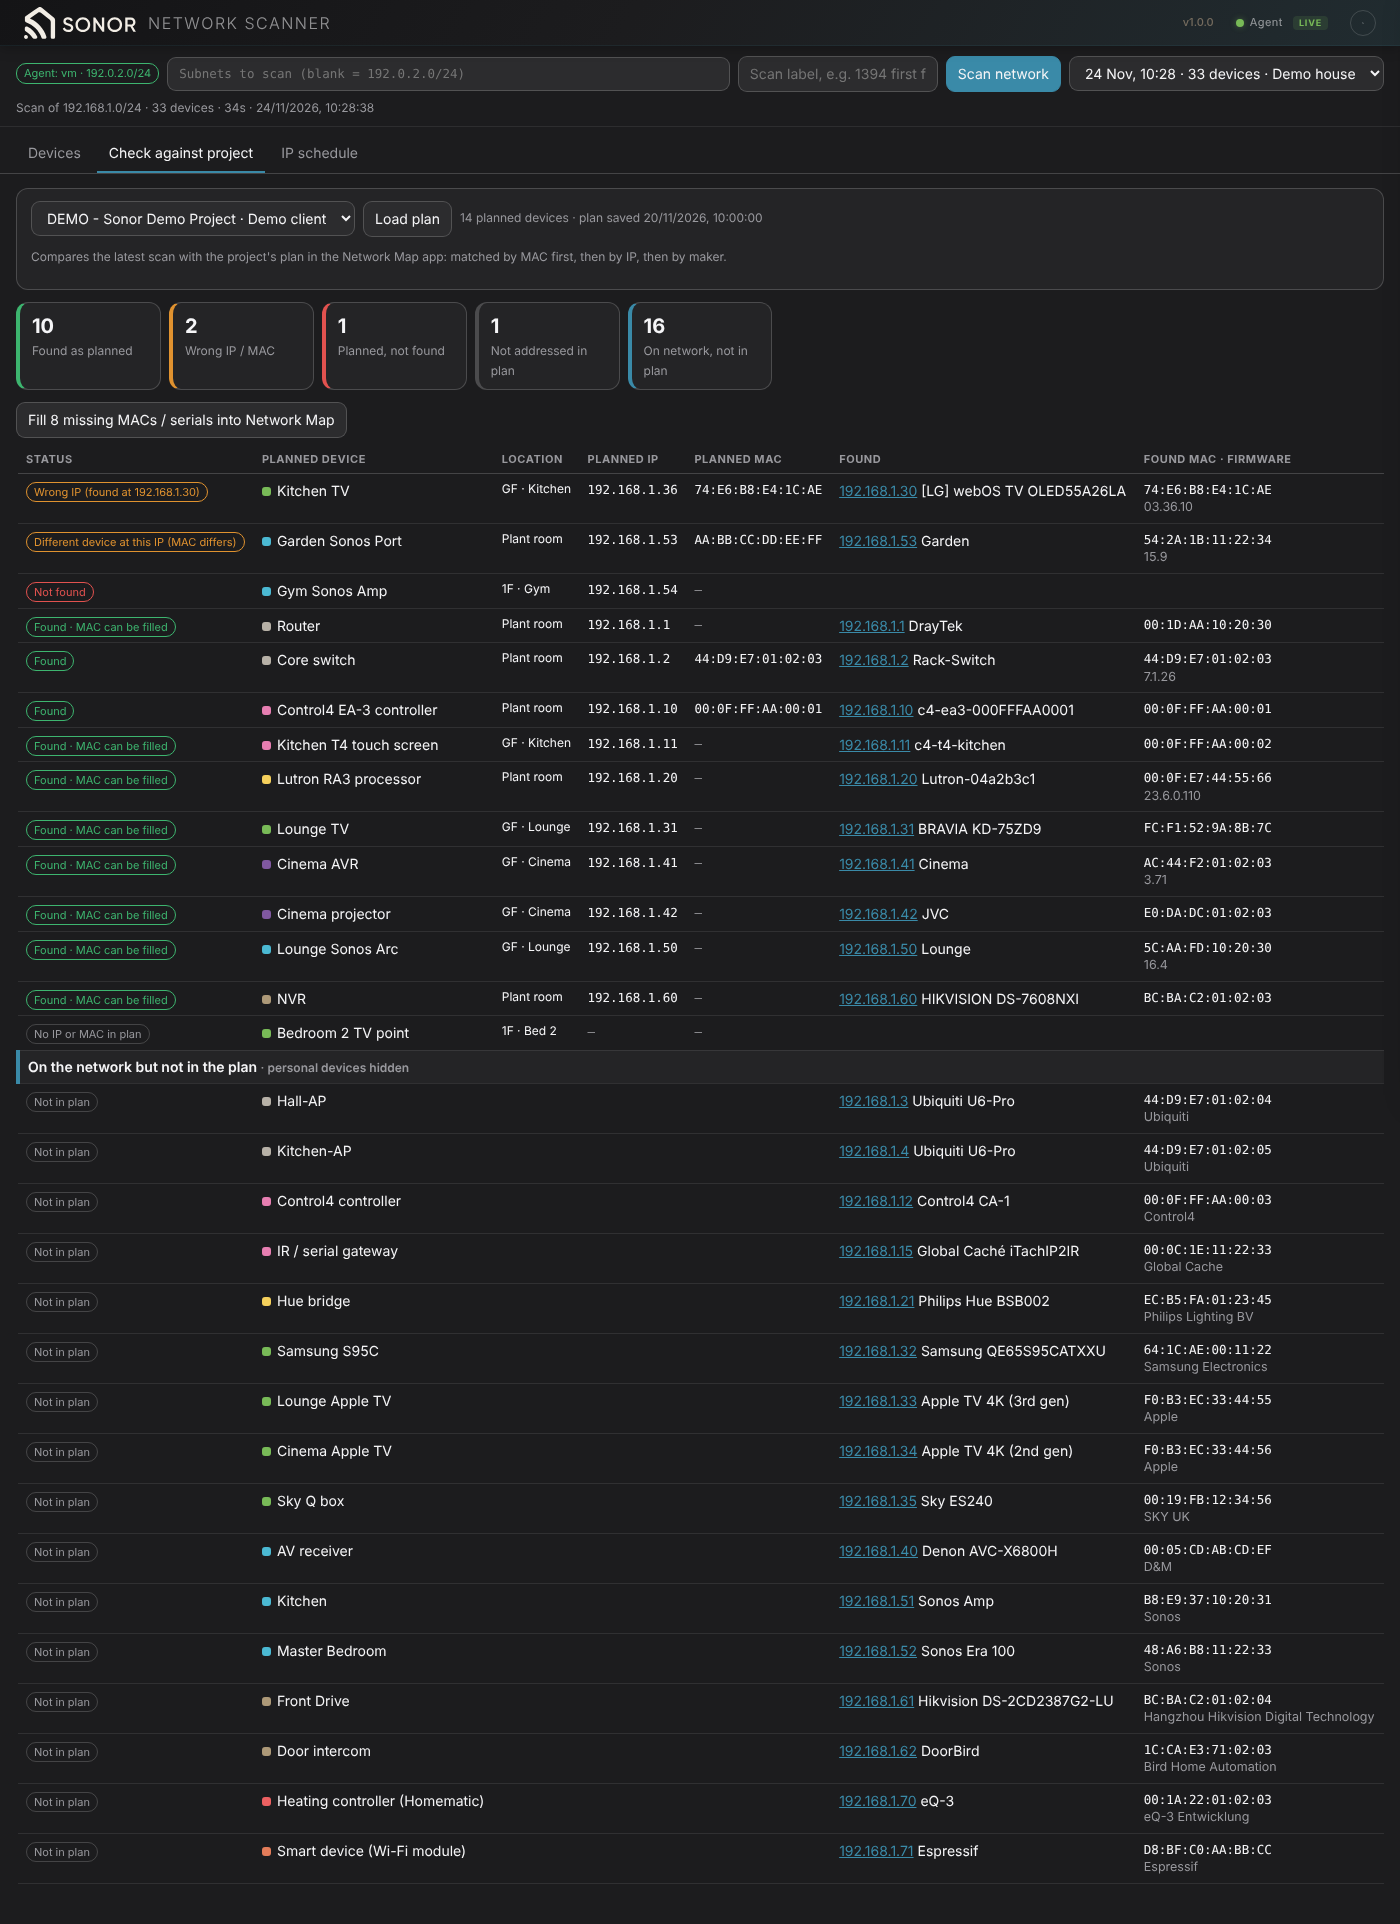 SONOR NETWORK SCANNER v1.0.0 Agent LIVE
Agent: vm · 192.0.2.0/24 Subnets to scan (blank = 192.0.2.0/24) Scan label, e.g. 1394 first f Scan network 24 Nov, 10:28 · 33 devices · Demo house
Scan of 192.168.1.0/24 · 33 devices · 34s · 24/11/2026, 10:28:38
Devices Check against project IP schedule
DEMO - Sonor Demo Project · Demo client Load plan 14 planned devices · plan saved 20/11/2026, 10:00:00
Compares the latest scan with the project's plan in the Network Map app: matched by MAC first, then by IP, then by maker.
10 2 1 1 16
Found as planned Wrong IP / MAC Planned, not found Not addressed in plan On network, not in plan
Fill 8 missing MACs / serials into Network Map
STATUS PLANNED DEVICE LOCATION PLANNED IP PLANNED MAC FOUND FOUND MAC · FIRMWARE
Wrong IP (found at 192.168.1.30) Kitchen TV GF · Kitchen 192.168.1.36 74:E6:B8:E4:1C:AE 192.168.1.30 [LG] webOS TV OLED55A26LA 74:E6:B8:E4:1C:AE
03.36.10
Different device at this IP (MAC differs) Garden Sonos Port Plant room 192.168.1.53 AA:BB:CC:DD:EE:FF 192.168.1.53 Garden 54:2A:1B:11:22:34
15.9
Not found Gym Sonos Amp 1F · Gym 192.168.1.54 —
Found · MAC can be filled Router Plant room 192.168.1.1 — 192.168.1.1 DrayTek 00:1D:AA:10:20:30
Found Core switch Plant room 192.168.1.2 44:D9:E7:01:02:03 192.168.1.2 Rack-Switch 44:D9:E7:01:02:03
7.1.26
Found Control4 EA-3 controller Plant room 192.168.1.10 00:0F:FF:AA:00:01 192.168.1.10 c4-ea3-000FFFAA0001 00:0F:FF:AA:00:01
Found · MAC can be filled Kitchen T4 touch screen GF · Kitchen 192.168.1.11 — 192.168.1.11 c4-t4-kitchen 00:0F:FF:AA:00:02
Found · MAC can be filled Lutron RA3 processor Plant room 192.168.1.20 — 192.168.1.20 Lutron-04a2b3c1 00:0F:E7:44:55:66
23.6.0.110
Found · MAC can be filled Lounge TV GF · Lounge 192.168.1.31 — 192.168.1.31 BRAVIA KD-75ZD9 FC:F1:52:9A:8B:7C
Found · MAC can be filled Cinema AVR GF · Cinema 192.168.1.41 — 192.168.1.41 Cinema AC:44:F2:01:02:03
3.71
Found · MAC can be filled Cinema projector GF · Cinema 192.168.1.42 — 192.168.1.42 JVC E0:DA:DC:01:02:03
Found · MAC can be filled Lounge Sonos Arc GF · Lounge 192.168.1.50 — 192.168.1.50 Lounge 5C:AA:FD:10:20:30
16.4
Found · MAC can be filled NVR Plant room 192.168.1.60 — 192.168.1.60 HIKVISION DS-7608NXI BC:BA:C2:01:02:03
No IP or MAC in plan Bedroom 2 TV point 1F · Bed 2 — —
On the network but not in the plan · personal devices hidden
Not in plan Hall-AP 192.168.1.3 Ubiquiti U6-Pro 44:D9:E7:01:02:04
Ubiquiti
Not in plan Kitchen-AP 192.168.1.4 Ubiquiti U6-Pro 44:D9:E7:01:02:05
Ubiquiti
Not in plan Control4 controller 192.168.1.12 Control4 CA-1 00:0F:FF:AA:00:03
Control4
Not in plan IR / serial gateway 192.168.1.15 Global Caché iTachIP2IR 00:0C:1E:11:22:33
Global Cache
Not in plan Hue bridge 192.168.1.21 Philips Hue BSB002 EC:B5:FA:01:23:45
Philips Lighting BV
Not in plan Samsung S95C 192.168.1.32 Samsung QE65S95CATXXU 64:1C:AE:00:11:22
Samsung Electronics
Not in plan Lounge Apple TV 192.168.1.33 Apple TV 4K (3rd gen) F0:B3:EC:33:44:55
Apple
Not in plan Cinema Apple TV 192.168.1.34 Apple TV 4K (2nd gen) F0:B3:EC:33:44:56
Apple
Not in plan Sky Q box 192.168.1.35 Sky ES240 00:19:FB:12:34:56
SKY UK
Not in plan AV receiver 192.168.1.40 Denon AVC-X6800H 00:05:CD:AB:CD:EF
D&M
Not in plan Kitchen 192.168.1.51 Sonos Amp B8:E9:37:10:20:31
Sonos
Not in plan Master Bedroom 192.168.1.52 Sonos Era 100 48:A6:B8:11:22:33
Sonos
Not in plan Front Drive 192.168.1.61 Hikvision DS-2CD2387G2-LU BC:BA:C2:01:02:04
Hangzhou Hikvision Digital Technology
Not in plan Door intercom 192.168.1.62 DoorBird 1C:CA:E3:71:02:03
Bird Home Automation
Not in plan Heating controller (Homematic) 192.168.1.70 eQ-3 00:1A:22:01:02:03
eQ-3 Entwicklung
Not in plan Smart device (Wi-Fi module) 192.168.1.71 Espressif D8:BF:C0:AA:BB:CC
Espressif